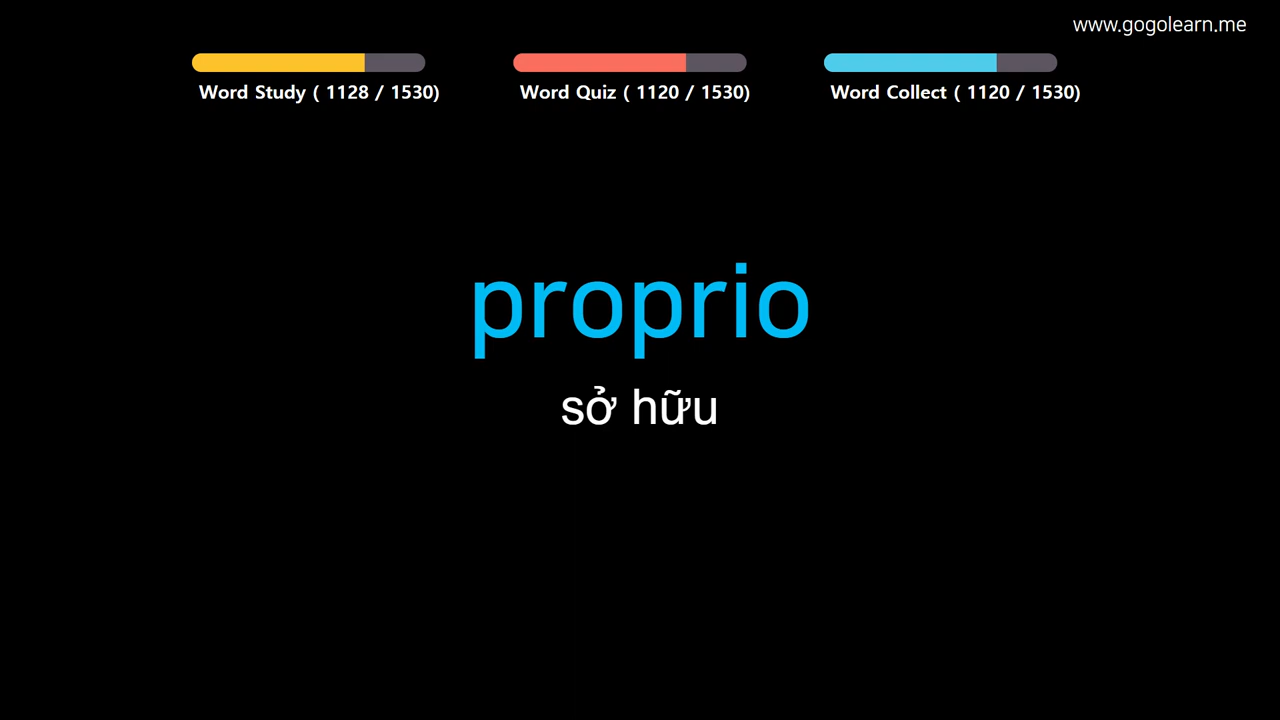 www.gogolearn.me
Word Study ( 1128 / 1530)
Word Quiz ( 1120 / 1530)
Word Collect ( 1120 / 1530)
proprio
sở hữu